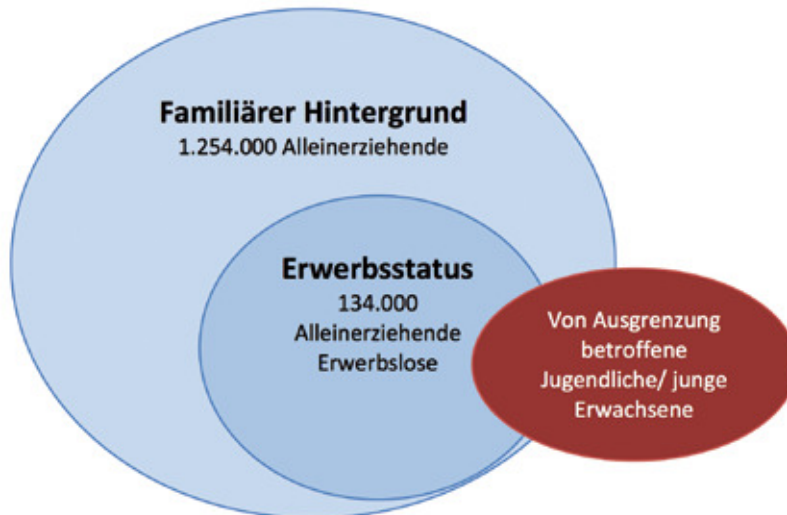 Familiärer Hintergrund
1.254.000 Alleinerziehende
Erwerbsstatus
134.000
Alleinerziehende
Erwerbslose
Von Ausgrenzung
betroffene
Jugendliche/ junge
Erwachsene